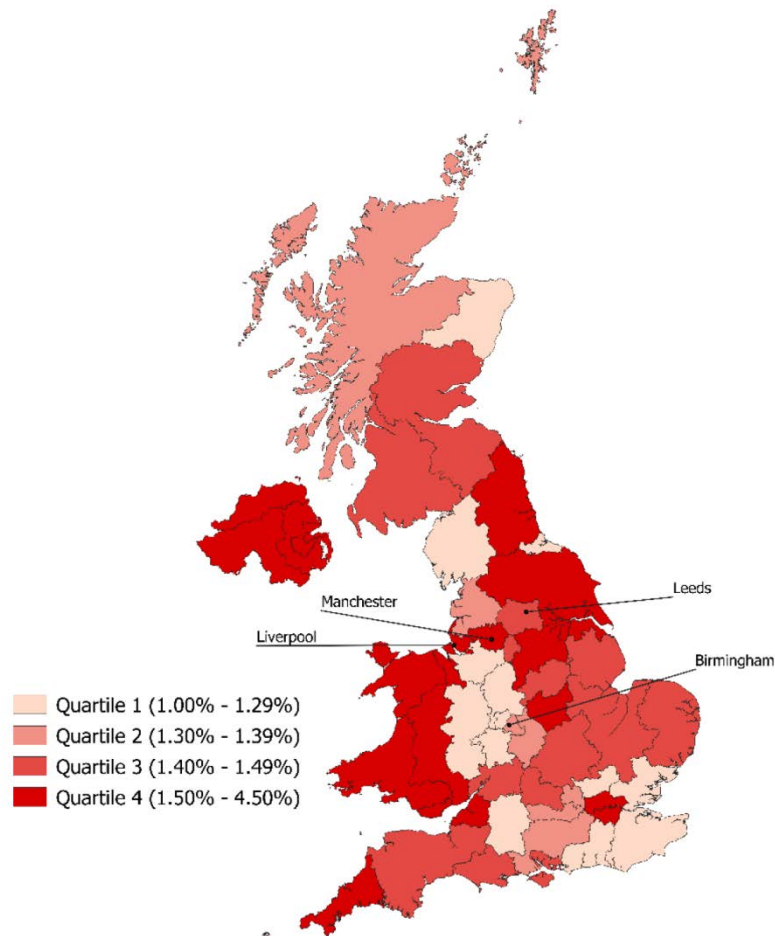 Leeds
Manchester
Liverpool
Birmingham
Quartile 1 (1.00% - 1.29%)
Quartile 2 (1.30% - 1.39%)
Quartile 3 (1.40% - 1.49%)
Quartile 4 (1.50% - 4.50%)